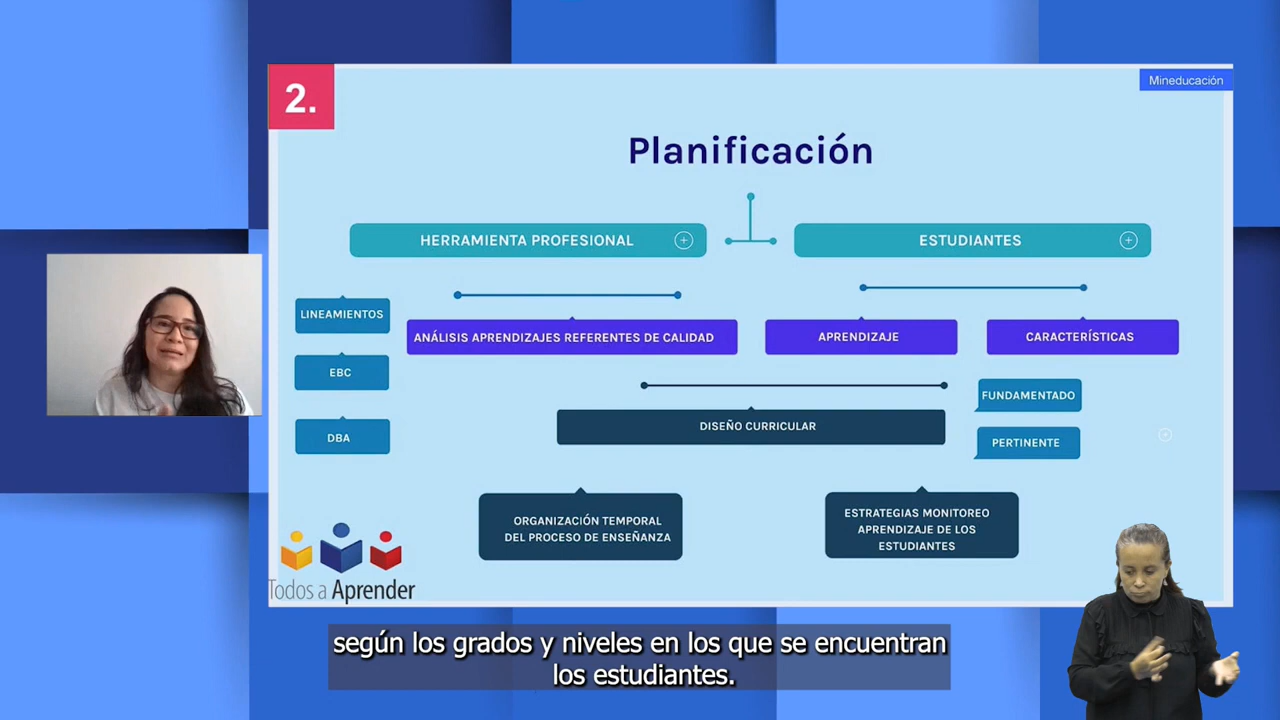 2.
Mineducación
Planificación
HERRAMIENTA PROFESIONAL
ESTUDIANTES
LINEAMIENTOS
ANÁLISIS APRENDIZAJES REFERENTES DE CALIDAD
APRENDIZAJE
CARACTERÍSTICAS
EBC
FUNDAMENTADO
DISEÑO CURRICULAR
DBA
PERTINENTE
ORGANIZACIÓN TEMPORAL
DEL PROCESO DE ENSEÑANZA
ESTRATEGIAS MONITOREO
APRENDIZAJE DE LOS
ESTUDIANTES
Todos a Aprender
según los grados y niveles en los que se encuentran
los estudiantes.